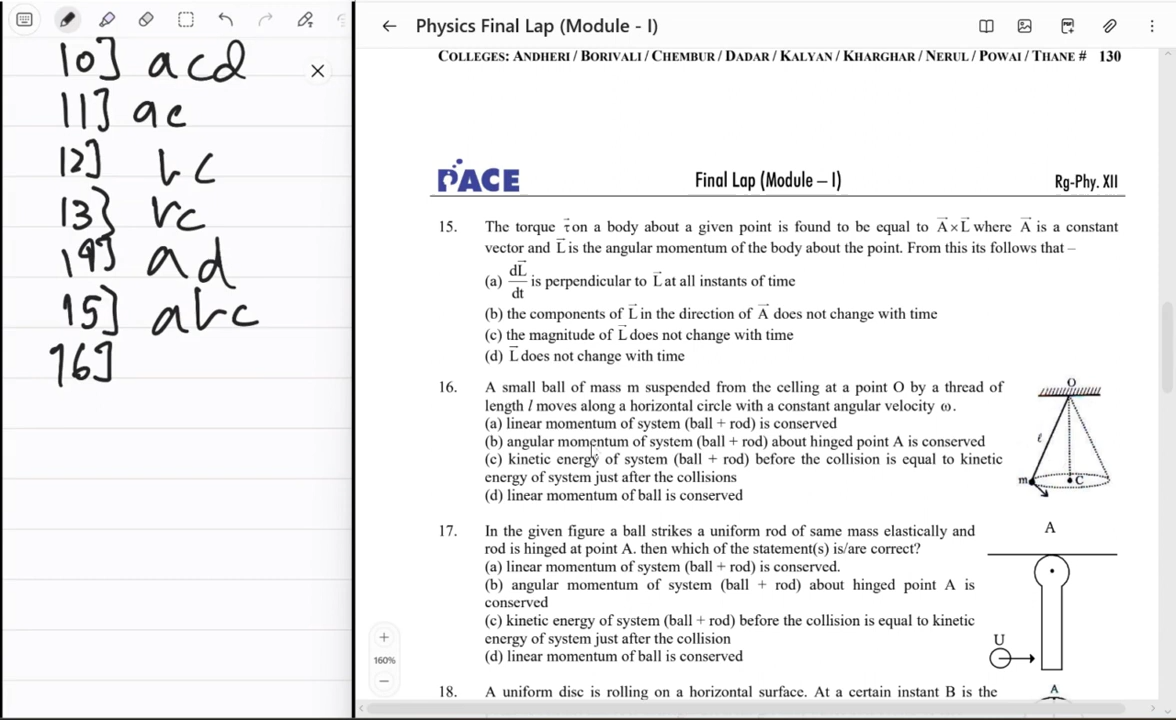 10] acd
11] ac
12] bc
13] bc
14] ad
15] abc
16]
Physics Final Lap (Module - I)
COLLEGES: ANDHERI / BORIVALI / CHEMBUR / DADAR / KALYAN / KHARGHAR / NERUL / POWAI / THANE # 130
PACE Final Lap (Module – I) Rg-Phy. XII
15. The torque τ⃗ on a body about a given point is found to be equal to A⃗ × L⃗ where A⃗ is a constant
vector and L⃗ is the angular momentum of the body about the point. From this its follows that –
(a) dL⃗/dt is perpendicular to L⃗ at all instants of time
(b) the components of L⃗ in the direction of A⃗ does not change with time
(c) the magnitude of L⃗ does not change with time
(d) L⃗ does not change with time
16. A small ball of mass m suspended from the celling at a point O by a thread of
length l moves along a horizontal circle with a constant angular velocity ω.
(a) linear momentum of system (ball + rod) is conserved
(b) angular momentum of system (ball + rod) about hinged point A is conserved
(c) kinetic energy of system (ball + rod) before the collision is equal to kinetic
energy of system just after the collisions
(d) linear momentum of ball is conserved
O
ℓ
m
C
17. In the given figure a ball strikes a uniform rod of same mass elastically and
rod is hinged at point A. then which of the statement(s) is/are correct?
(a) linear momentum of system (ball + rod) is conserved.
(b) angular momentum of system (ball + rod) about hinged point A is
conserved
(c) kinetic energy of system (ball + rod) before the collision is equal to kinetic
energy of system just after the collision
(d) linear momentum of ball is conserved
A
U
160%
18. A uniform disc is rolling on a horizontal surface. At a certain instant B is the
A